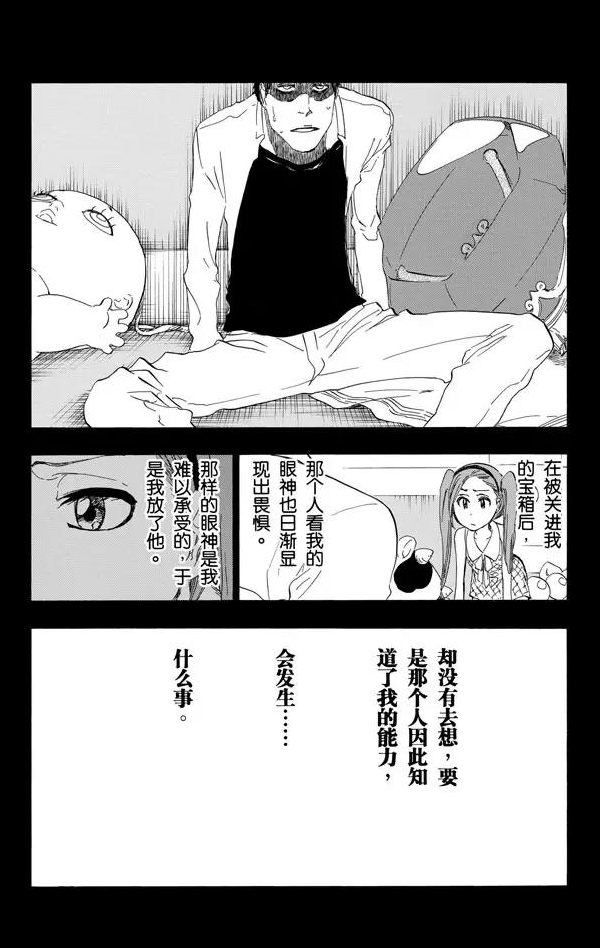 在被关进我
的宝箱后，
那个人看我的
眼神也日渐显
现出畏惧。
那样的眼神是我
难以承受的，于
是我放了他。
却没有去想，要
是那个人因此知
道了我的能力，
会发生……
什么事。